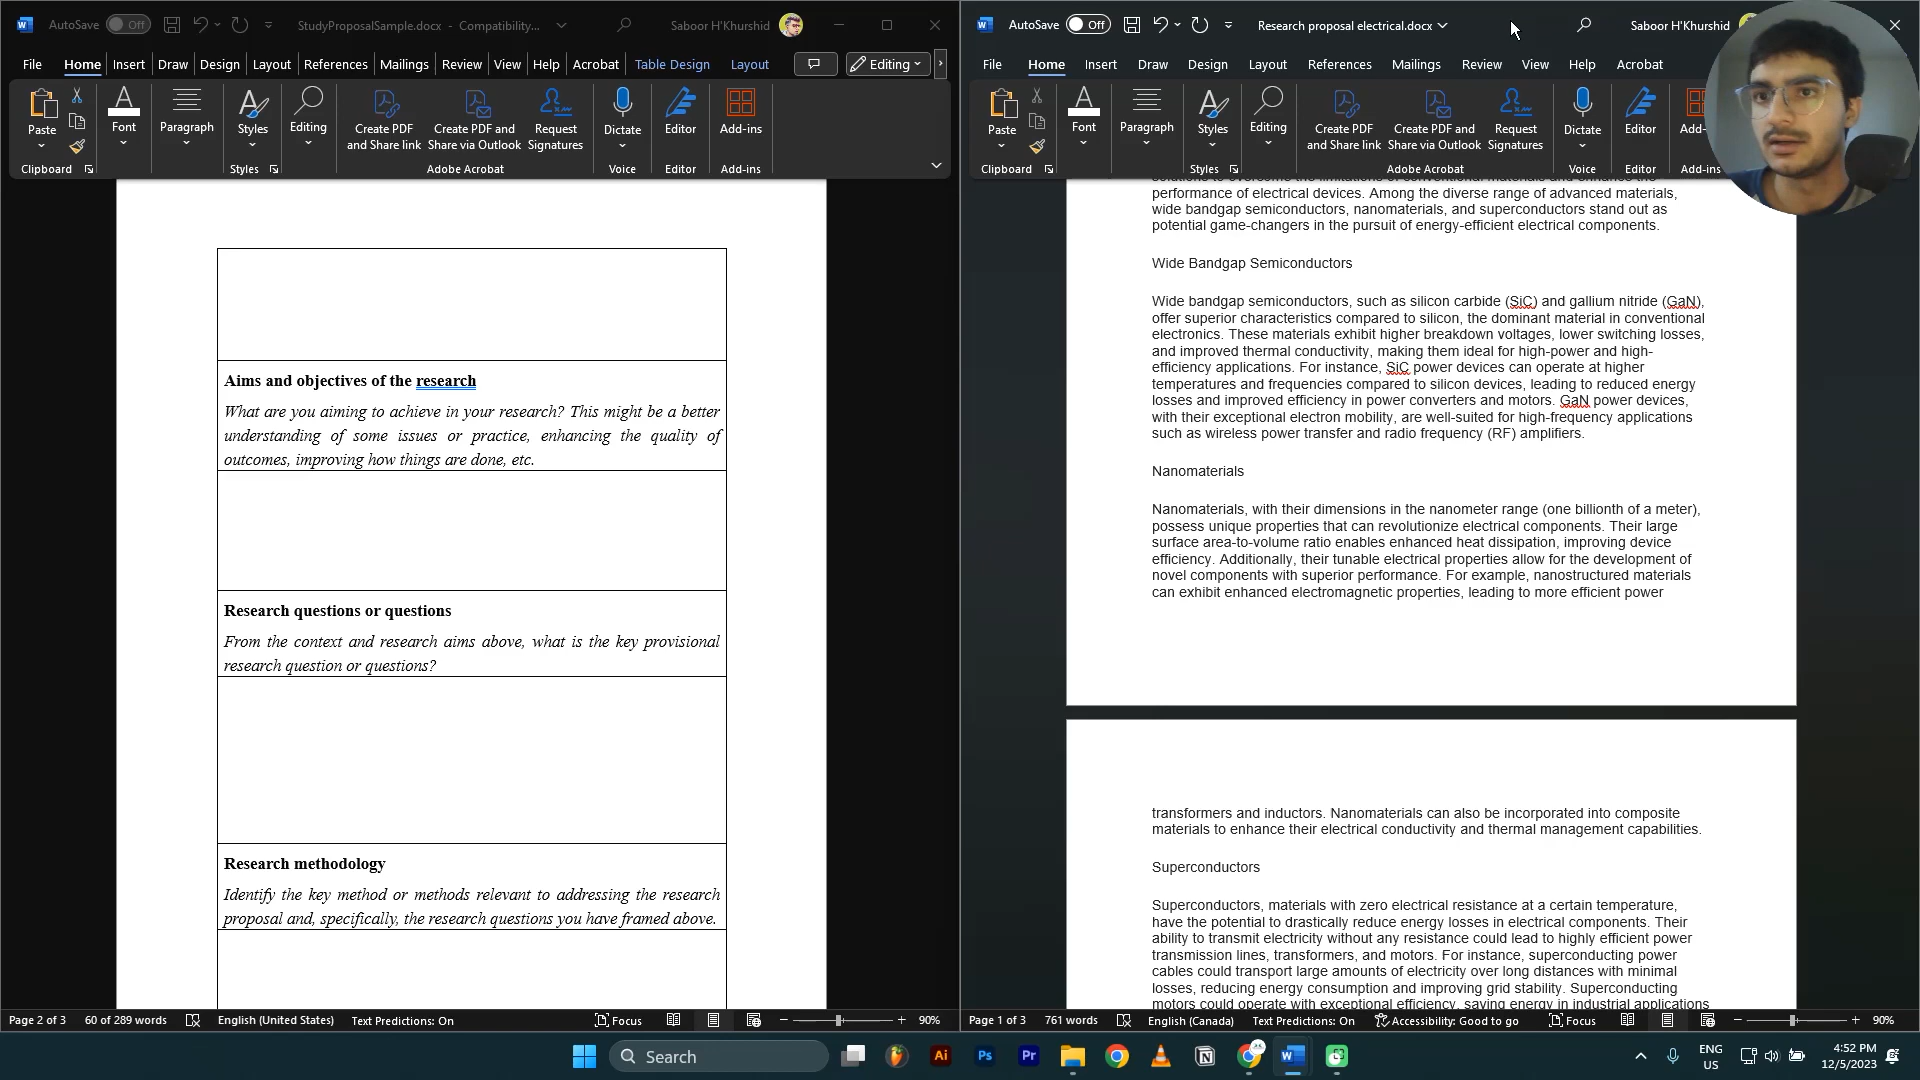 AutoSave Off StudyProposalSample.docx - Compatibility... Saboor H'Khurshid
File Home Insert Draw Design Layout References Mailings Review View Help Acrobat Table Design Layout Editing
Paste Font Paragraph Styles Editing Create PDF and Share link Create PDF and Share via Outlook Request Signatures Dictate Editor Add-ins
Clipboard Styles Adobe Acrobat Voice Editor Add-ins
Aims and objectives of the research
What are you aiming to achieve in your research? This might be a better
understanding of some issues or practice, enhancing the quality of
outcomes, improving how things are done, etc.
Research questions or questions
From the context and research aims above, what is the key provisional
research question or questions?
Research methodology
Identify the key method or methods relevant to addressing the research
proposal and, specifically, the research questions you have framed above.
Page 2 of 3 60 of 289 words English (United States) Text Predictions: On Focus 90%
AutoSave Off Research proposal electrical.docx Saboor H'Khurshid
File Home Insert Draw Design Layout References Mailings Review View Help Acrobat
Paste Font Paragraph Styles Editing Create PDF and Share link Create PDF and Share via Outlook Request Signatures Dictate Editor Add-
Clipboard Styles Adobe Acrobat Voice Editor Add-ins
performance of electrical devices. Among the diverse range of advanced materials,
wide bandgap semiconductors, nanomaterials, and superconductors stand out as
potential game-changers in the pursuit of energy-efficient electrical components.
Wide Bandgap Semiconductors
Wide bandgap semiconductors, such as silicon carbide (SiC) and gallium nitride (GaN),
offer superior characteristics compared to silicon, the dominant material in conventional
electronics. These materials exhibit higher breakdown voltages, lower switching losses,
and improved thermal conductivity, making them ideal for high-power and high-
efficiency applications. For instance, SiC power devices can operate at higher
temperatures and frequencies compared to silicon devices, leading to reduced energy
losses and improved efficiency in power converters and motors. GaN power devices,
with their exceptional electron mobility, are well-suited for high-frequency applications
such as wireless power transfer and radio frequency (RF) amplifiers.
Nanomaterials
Nanomaterials, with their dimensions in the nanometer range (one billionth of a meter),
possess unique properties that can revolutionize electrical components. Their large
surface area-to-volume ratio enables enhanced heat dissipation, improving device
efficiency. Additionally, their tunable electrical properties allow for the development of
novel components with superior performance. For example, nanostructured materials
can exhibit enhanced electromagnetic properties, leading to more efficient power
transformers and inductors. Nanomaterials can also be incorporated into composite
materials to enhance their electrical conductivity and thermal management capabilities.
Superconductors
Superconductors, materials with zero electrical resistance at a certain temperature,
have the potential to drastically reduce energy losses in electrical components. Their
ability to transmit electricity without any resistance could lead to highly efficient power
transmission lines, transformers, and motors. For instance, superconducting power
cables could transport large amounts of electricity over long distances with minimal
losses, reducing energy consumption and improving grid stability. Superconducting
motors could operate with exceptional efficiency, saving energy in industrial applications
Page 1 of 3 761 words English (Canada) Text Predictions: On Accessibility: Good to go Focus 90%
Search Ai Ps Pr ENG US 4:52 PM 12/5/2023